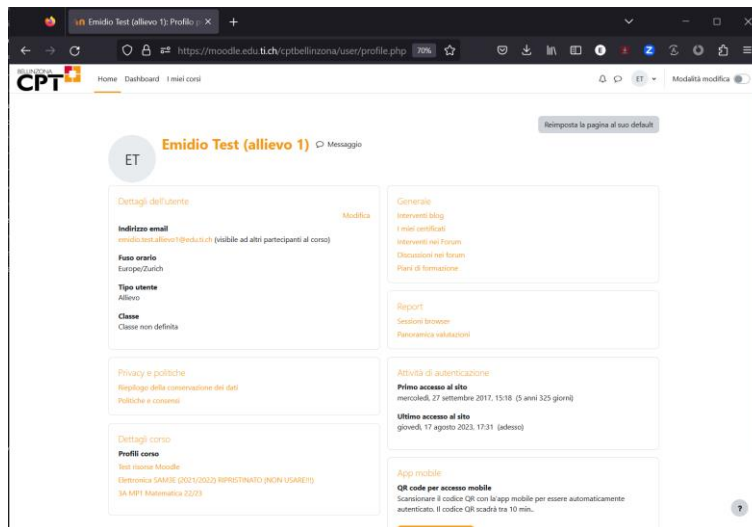 Emidio Test (allievo 1): Profilo p
https://moodle.edu.ti.ch/cptbellinzona/user/profile.php 70%
BELLINZONA
CPT
Home Dashboard I miei corsi
ET
Modalità modifica
Reimposta la pagina al suo default
ET
Emidio Test (allievo 1)
Messaggio
Dettagli dell'utente
Modifica
Indirizzo email
emidio.test.allievo1@edu.ti.ch (visibile ad altri partecipanti al corso)
Fuso orario
Europe/Zurich
Tipo utente
Allievo
Classe
Classe non definita
Privacy e politiche
Riepilogo della conservazione dei dati
Politiche e consensi
Dettagli corso
Profili corso
Test risorse Moodle
Elettronica SAM3E (2021/2022) RIPRISTINATO (NON USARE!!!)
3A MP1 Matematica 22/23
Generale
Interventi blog
I miei certificati
Interventi nei Forum
Discussioni nei forum
Piani di formazione
Report
Sessioni browser
Panoramica valutazioni
Attività di autenticazione
Primo accesso al sito
mercoledì, 27 settembre 2017, 15:18 (5 anni 325 giorni)
Ultimo accesso al sito
giovedì, 17 agosto 2023, 17:31 (adesso)
App mobile
QR code per accesso mobile
Scansionare il codice QR con la'app mobile per essere automaticamente
autenticato. Il codice QR scadrà tra 10 min..
?